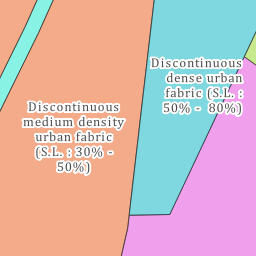 Discontinuous
dense urban
fabric (S.L. :
50% -  80%)
Discontinuous
medium density
urban fabric
(S.L. : 30% -
50%)